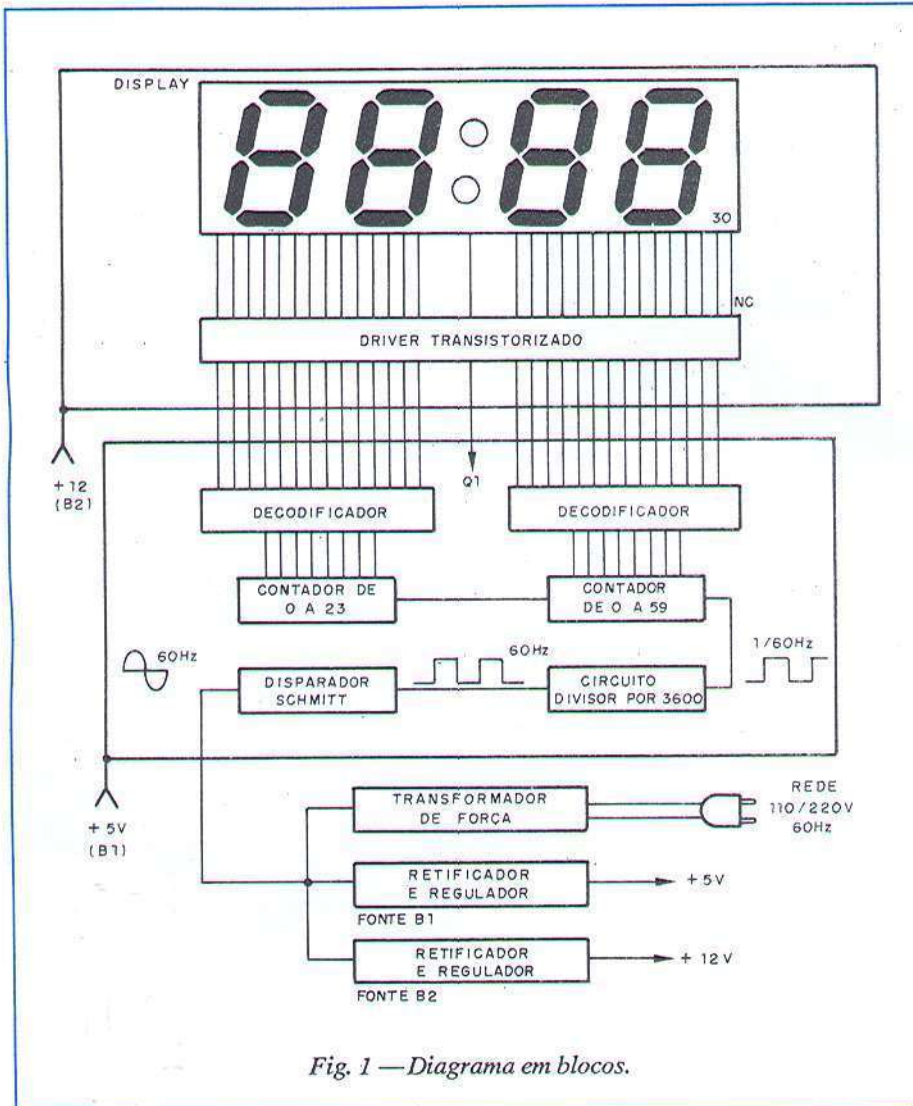 DISPLAY
88:88
30
NC
DRIVER TRANSISTORIZADO
+12
(B2)
Q1
DECODIFICADOR
DECODIFICADOR
CONTADOR DE
0 A 23
CONTADOR
DE 0 A 59
60Hz
DISPARADOR
SCHMITT
60Hz
CIRCUITO
DIVISOR POR 3600
1/60Hz
+5V
(B1)
TRANSFORMADOR
DE FORÇA
REDE
110/220V
60Hz
RETIFICADOR
E REGULADOR
+5V
FONTE B1
RETIFICADOR
E REGULADOR
+ 12V
FONTE B2
Fig. 1 — Diagrama em blocos.